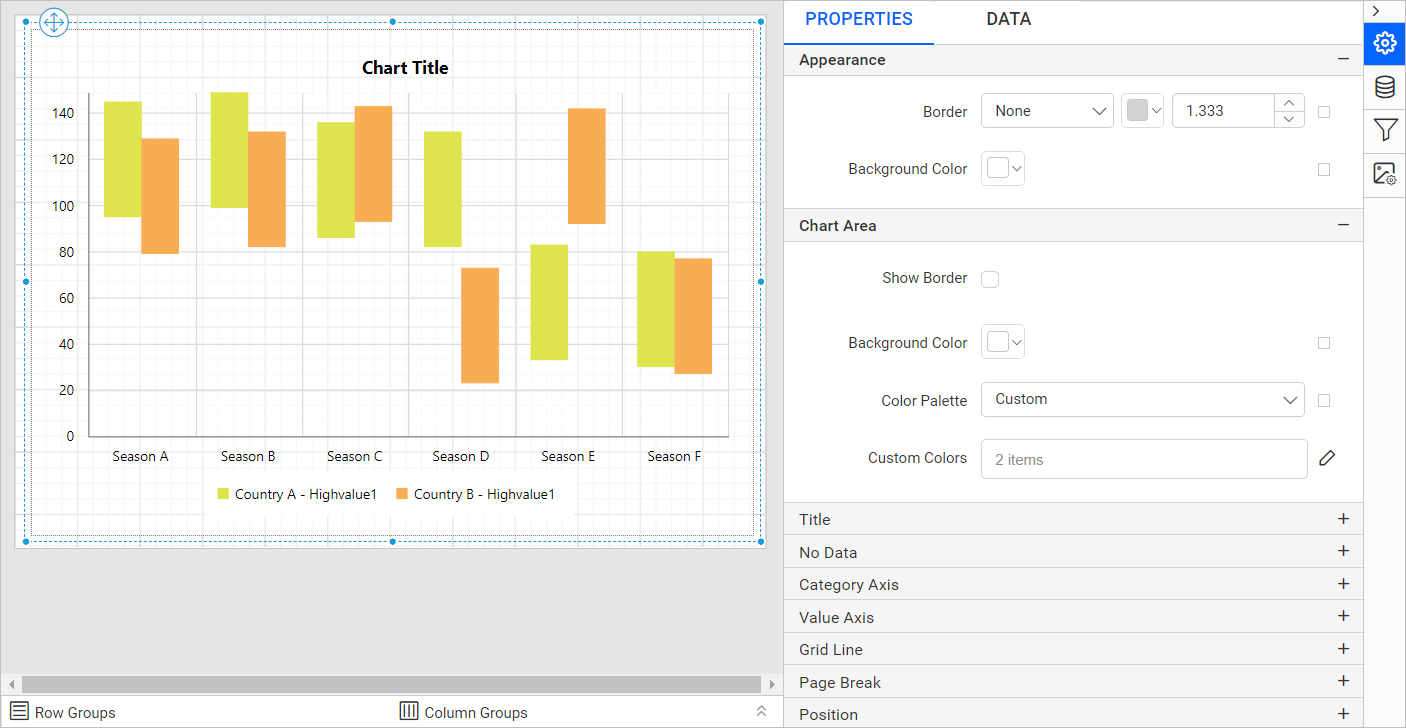 Chart Title
140
120
100
80
60
40
20
0
Season A Season B Season C Season D Season E Season F
Country A - Highvalue1 Country B - Highvalue1
Row Groups Column Groups
PROPERTIES DATA
Appearance
Border None 1.333
Background Color
Chart Area
Show Border
Background Color
Color Palette Custom
Custom Colors 2 items
Title
No Data
Category Axis
Value Axis
Grid Line
Page Break
Position